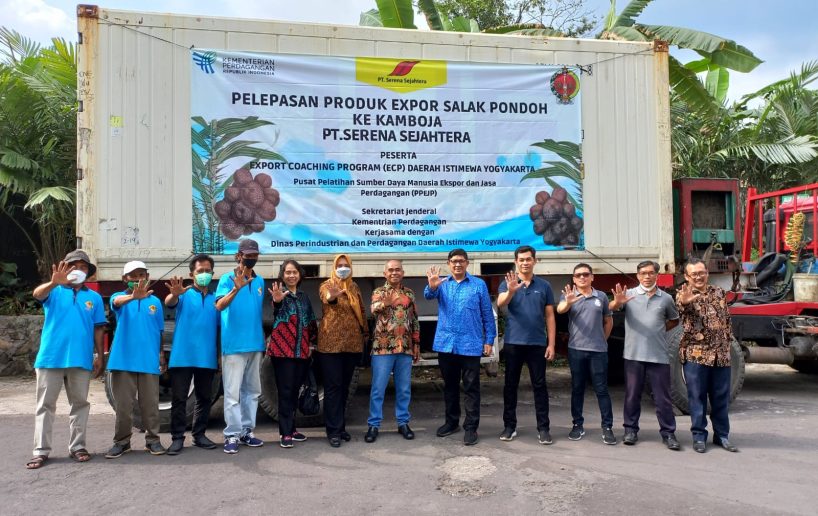 KEMENTERIAN
PERDAGANGAN
REPUBLIK INDONESIA
PT. Serena Sejahtera
PELEPASAN PRODUK EXPOR SALAK PONDOH
KE KAMBOJA
PT.SERENA SEJAHTERA
PESERTA
EXPORT COACHING PROGRAM (ECP) DAERAH ISTIMEWA YOGYAKARTA
Pusat Pelatihan Sumber Daya Manusia Ekspor dan Jasa
Perdagangan (PPEJP)
Sekretariat jenderal
Kementrian Perdagangan
Kerjasama dengan
Dinas Perindustrian dan Perdagangan Daerah Istimewa Yogyakarta